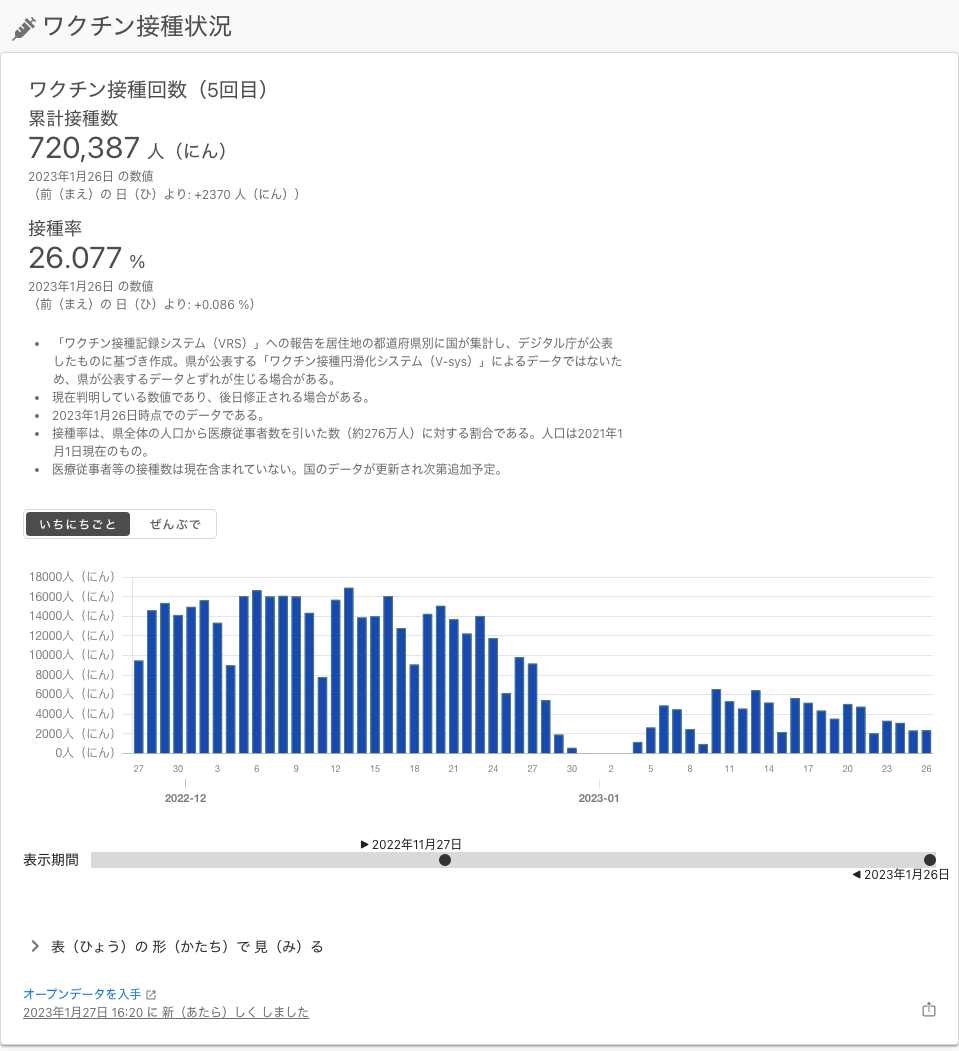 ワクチン接種状況
ワクチン接種回数（5回目）
累計接種数
720,387 人（にん）
2023年1月26日 の数値
（前（まえ）の 日（ひ）より: +2370 人（にん））
接種率
26.077 %
2023年1月26日 の数値
（前（まえ）の 日（ひ）より: +0.086 %）
• 「ワクチン接種記録システム（VRS）」への報告を居住地の都道府県別に国が集計し、デジタル庁が公表
したものに基づき作成。県が公表する「ワクチン接種円滑化システム（V-sys）」によるデータではないた
め、県が公表するデータとずれが生じる場合がある。
• 現在判明している数値であり、後日修正される場合がある。
• 2023年1月26日時点でのデータである。
• 接種率は、県全体の人口から医療従事者数を引いた数（約276万人）に対する割合である。人口は2021年1
月1日現在のもの。
• 医療従事者等の接種数は現在含まれていない。国のデータが更新され次第追加予定。
いちにちごと ぜんぶで
18000人（にん）
16000人（にん）
14000人（にん）
12000人（にん）
10000人（にん）
8000人（にん）
6000人（にん）
4000人（にん）
2000人（にん）
0人（にん）
27 30 3 6 9 12 15 18 21 24 27 30 2 5 8 11 14 17 20 23 26
2022-12 2023-01
▶ 2022年11月27日
表示期間
◀ 2023年1月26日
表（ひょう）の 形（かたち）で 見（み）る
オープンデータを入手
2023年1月27日 16:20 に 新（あたら）しく しました